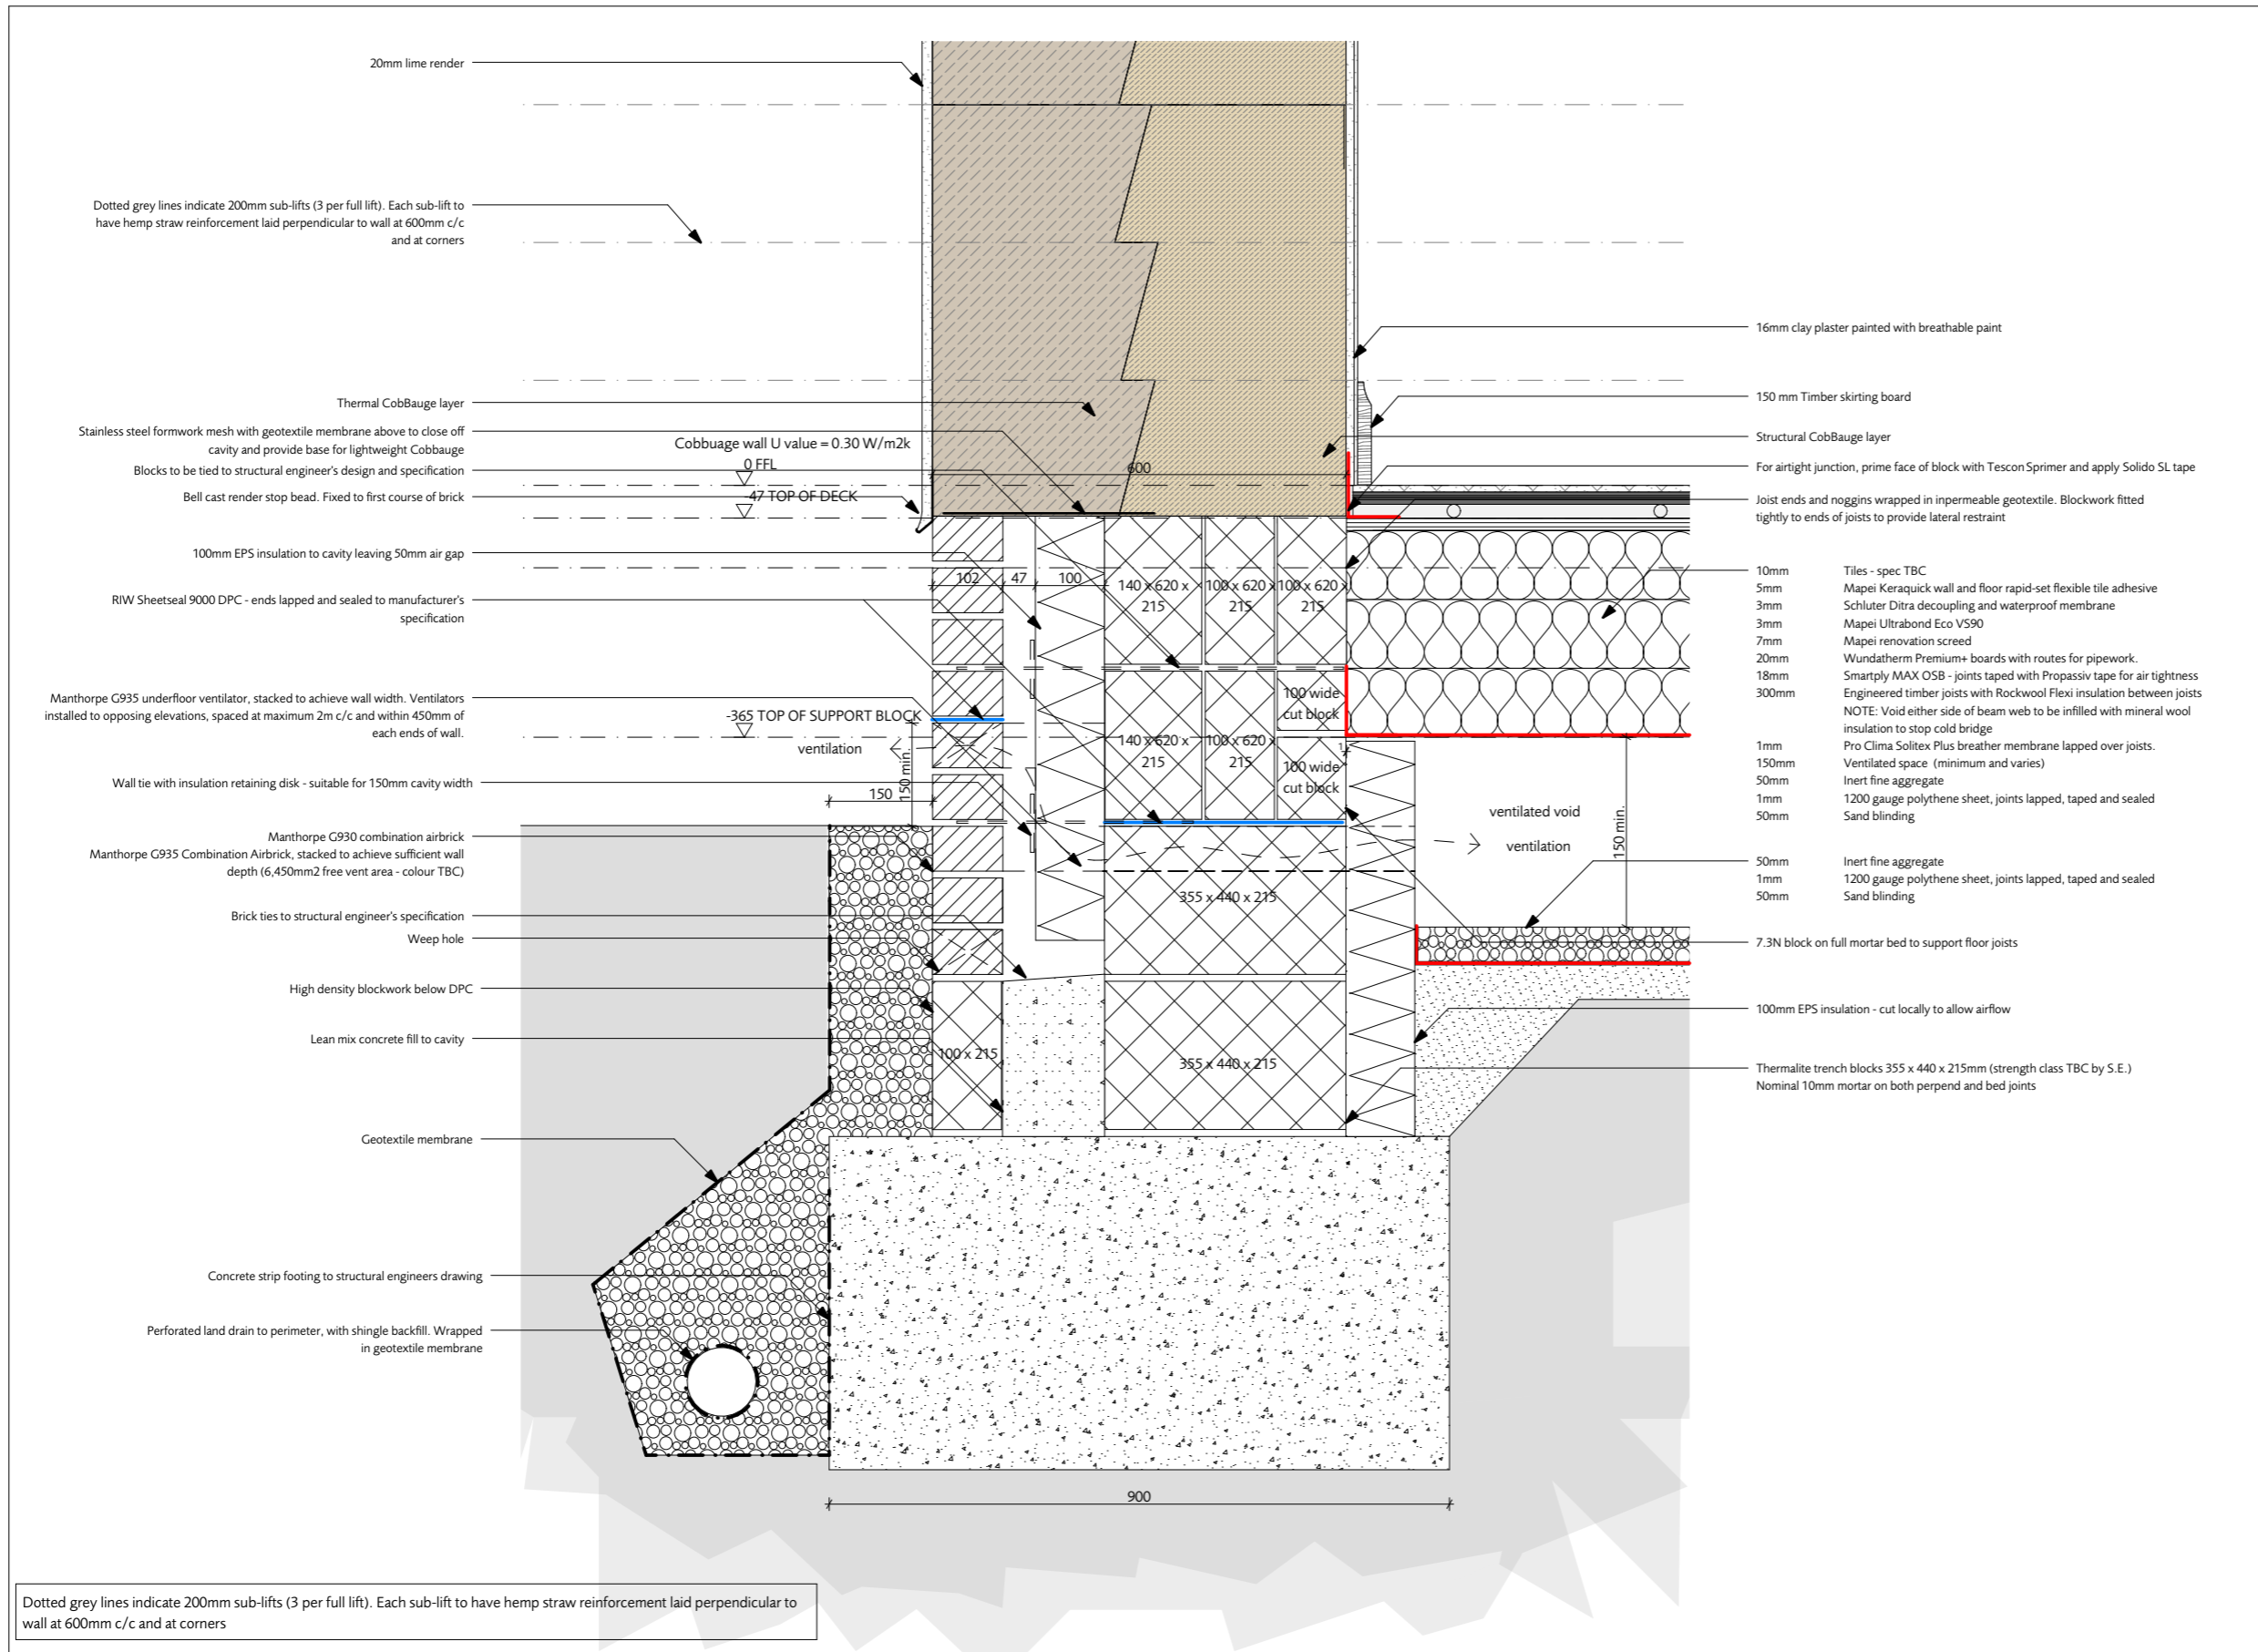 20mm lime render
Dotted grey lines indicate 200mm sub-lifts (3 per full lift). Each sub-lift to
have hemp straw reinforcement laid perpendicular to wall at 600mm c/c
and at corners
Thermal CobBauge layer
Stainless steel formwork mesh with geotextile membrane above to close off
cavity and provide base for lightweight Cobbauge
Blocks to be tied to structural engineer's design and specification
Bell cast render stop bead. Fixed to first course of brick
100mm EPS insulation to cavity leaving 50mm air gap
RIW Sheetseal 9000 DPC - ends lapped and sealed to manufacturer's
specification
Manthorpe G935 underfloor ventilator, stacked to achieve wall width. Ventilators
installed to opposing elevations, spaced at maximum 2m c/c and within 450mm of
each ends of wall.
Wall tie with insulation retaining disk - suitable for 150mm cavity width
Manthorpe G930 combination airbrick
Manthorpe G935 Combination Airbrick, stacked to achieve sufficient wall
depth (6,450mm2 free vent area - colour TBC)
Brick ties to structural engineer's specification
Weep hole
High density blockwork below DPC
Lean mix concrete fill to cavity
Geotextile membrane
Concrete strip footing to structural engineers drawing
Perforated land drain to perimeter, with shingle backfill. Wrapped
in geotextile membrane
Cobbuage wall U value = 0.30 W/m2k
0 FFL
600
-47 TOP OF DECK
102
47
100
140 x 620 x
215
100 x 620 x
215
100 x 620 x
215
100 wide
cut block
-365 TOP OF SUPPORT BLOCK
ventilation
140 x 620 x
215
100 x 620 x
215
1
100 wide
cut block
150 min.
150
ventilated void
ventilation
150 min.
355 x 440 x 215
100 x 215
355 x 440 x 215
900
16mm clay plaster painted with breathable paint
150 mm Timber skirting board
Structural CobBauge layer
For airtight junction, prime face of block with Tescon Sprimer and apply Solido SL tape
Joist ends and noggins wrapped in inpermeable geotextile. Blockwork fitted
tightly to ends of joists to provide lateral restraint
10mm Tiles - spec TBC
5mm Mapei Keraquick wall and floor rapid-set flexible tile adhesive
3mm Schluter Ditra decoupling and waterproof membrane
3mm Mapei Ultrabond Eco VS90
7mm Mapei renovation screed
20mm Wundatherm Premium+ boards with routes for pipework.
18mm Smartply MAX OSB - joints taped with Propassiv tape for air tightness
300mm Engineered timber joists with Rockwool Flexi insulation between joists
NOTE: Void either side of beam web to be infilled with mineral wool
insulation to stop cold bridge
1mm Pro Clima Solitex Plus breather membrane lapped over joists.
150mm Ventilated space (minimum and varies)
50mm Inert fine aggregate
1mm 1200 gauge polythene sheet, joints lapped, taped and sealed
50mm Sand blinding
50mm Inert fine aggregate
1mm 1200 gauge polythene sheet, joints lapped, taped and sealed
50mm Sand blinding
7.3N block on full mortar bed to support floor joists
100mm EPS insulation - cut locally to allow airflow
Thermalite trench blocks 355 x 440 x 215mm (strength class TBC by S.E.)
Nominal 10mm mortar on both perpend and bed joints
Dotted grey lines indicate 200mm sub-lifts (3 per full lift). Each sub-lift to have hemp straw reinforcement laid perpendicular to
wall at 600mm c/c and at corners